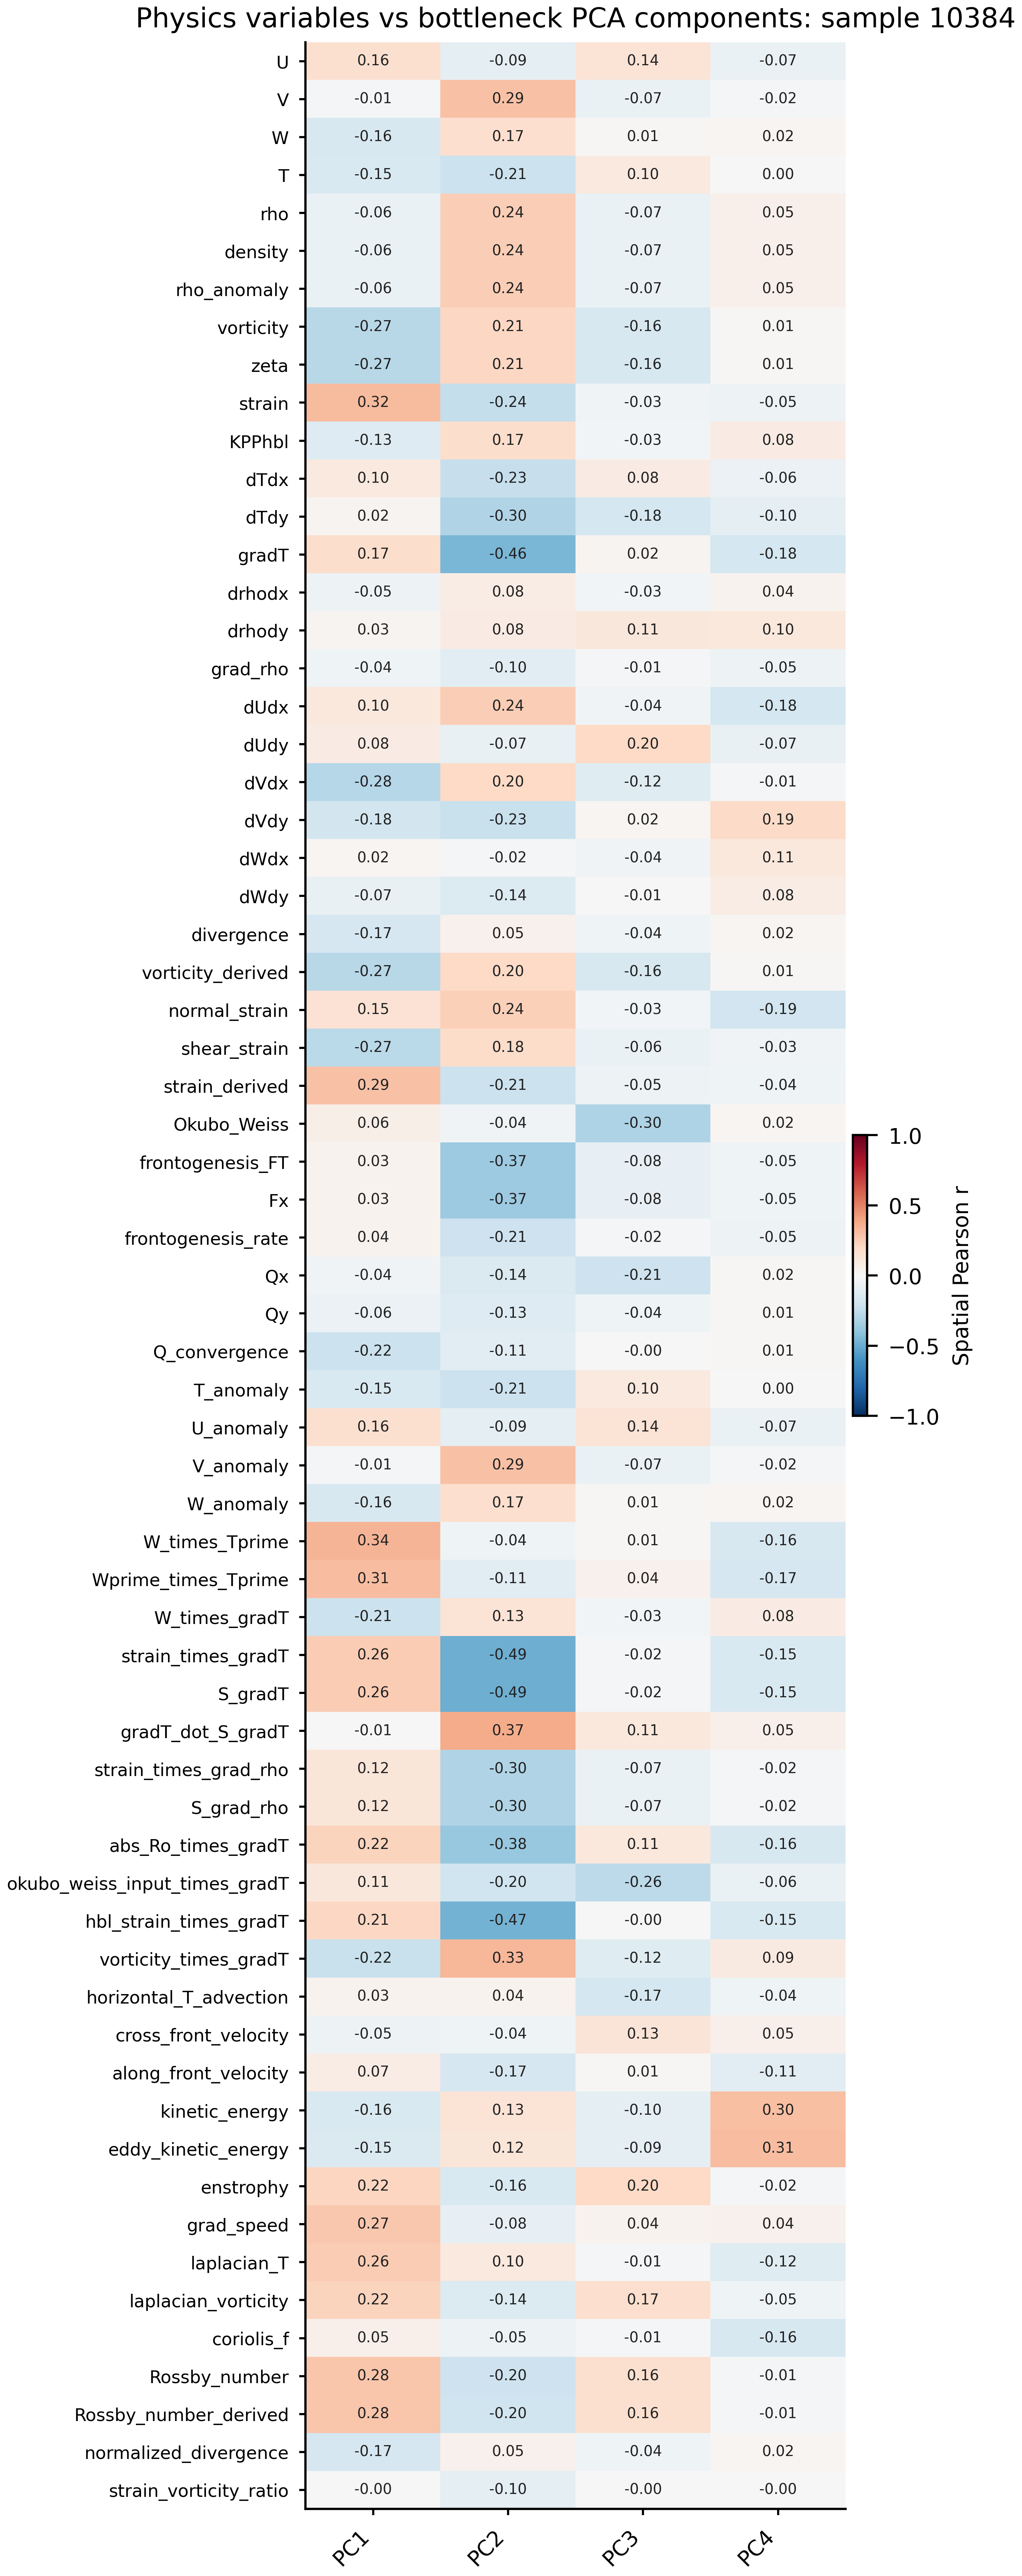 Physics variables vs bottleneck PCA components: sample 10384
U 0.16 -0.09 0.14 -0.07
V -0.01 0.29 -0.07 -0.02
W -0.16 0.17 0.01 0.02
T -0.15 -0.21 0.10 0.00
rho -0.06 0.24 -0.07 0.05
density -0.06 0.24 -0.07 0.05
rho_anomaly -0.06 0.24 -0.07 0.05
vorticity -0.27 0.21 -0.16 0.01
zeta -0.27 0.21 -0.16 0.01
strain 0.32 -0.24 -0.03 -0.05
KPPhbl -0.13 0.17 -0.03 0.08
dTdx 0.10 -0.23 0.08 -0.06
dTdy 0.02 -0.30 -0.18 -0.10
gradT 0.17 -0.46 0.02 -0.18
drhodx -0.05 0.08 -0.03 0.04
drhody 0.03 0.08 0.11 0.10
grad_rho -0.04 -0.10 -0.01 -0.05
dUdx 0.10 0.24 -0.04 -0.18
dUdy 0.08 -0.07 0.20 -0.07
dVdx -0.28 0.20 -0.12 -0.01
dVdy -0.18 -0.23 0.02 0.19
dWdx 0.02 -0.02 -0.04 0.11
dWdy -0.07 -0.14 -0.01 0.08
divergence -0.17 0.05 -0.04 0.02
vorticity_derived -0.27 0.20 -0.16 0.01
normal_strain 0.15 0.24 -0.03 -0.19
shear_strain -0.27 0.18 -0.06 -0.03
strain_derived 0.29 -0.21 -0.05 -0.04
Okubo_Weiss 0.06 -0.04 -0.30 0.02
frontogenesis_FT 0.03 -0.37 -0.08 -0.05
Fx 0.03 -0.37 -0.08 -0.05
frontogenesis_rate 0.04 -0.21 -0.02 -0.05
Qx -0.04 -0.14 -0.21 0.02
Qy -0.06 -0.13 -0.04 0.01
Q_convergence -0.22 -0.11 -0.00 0.01
T_anomaly -0.15 -0.21 0.10 0.00
U_anomaly 0.16 -0.09 0.14 -0.07
V_anomaly -0.01 0.29 -0.07 -0.02
W_anomaly -0.16 0.17 0.01 0.02
W_times_Tprime 0.34 -0.04 0.01 -0.16
Wprime_times_Tprime 0.31 -0.11 0.04 -0.17
W_times_gradT -0.21 0.13 -0.03 0.08
strain_times_gradT 0.26 -0.49 -0.02 -0.15
S_gradT 0.26 -0.49 -0.02 -0.15
gradT_dot_S_gradT -0.01 0.37 0.11 0.05
strain_times_grad_rho 0.12 -0.30 -0.07 -0.02
S_grad_rho 0.12 -0.30 -0.07 -0.02
abs_Ro_times_gradT 0.22 -0.38 0.11 -0.16
okubo_weiss_input_times_gradT 0.11 -0.20 -0.26 -0.06
hbl_strain_times_gradT 0.21 -0.47 -0.00 -0.15
vorticity_times_gradT -0.22 0.33 -0.12 0.09
horizontal_T_advection 0.03 0.04 -0.17 -0.04
cross_front_velocity -0.05 -0.04 0.13 0.05
along_front_velocity 0.07 -0.17 0.01 -0.11
kinetic_energy -0.16 0.13 -0.10 0.30
eddy_kinetic_energy -0.15 0.12 -0.09 0.31
enstrophy 0.22 -0.16 0.20 -0.02
grad_speed 0.27 -0.08 0.04 0.04
laplacian_T 0.26 0.10 -0.01 -0.12
laplacian_vorticity 0.22 -0.14 0.17 -0.05
coriolis_f 0.05 -0.05 -0.01 -0.16
Rossby_number 0.28 -0.20 0.16 -0.01
Rossby_number_derived 0.28 -0.20 0.16 -0.01
normalized_divergence -0.17 0.05 -0.04 0.02
strain_vorticity_ratio -0.00 -0.10 -0.00 -0.00
PC1 PC2 PC3 PC4
1.0
0.5
0.0
−0.5
−1.0
Spatial Pearson r